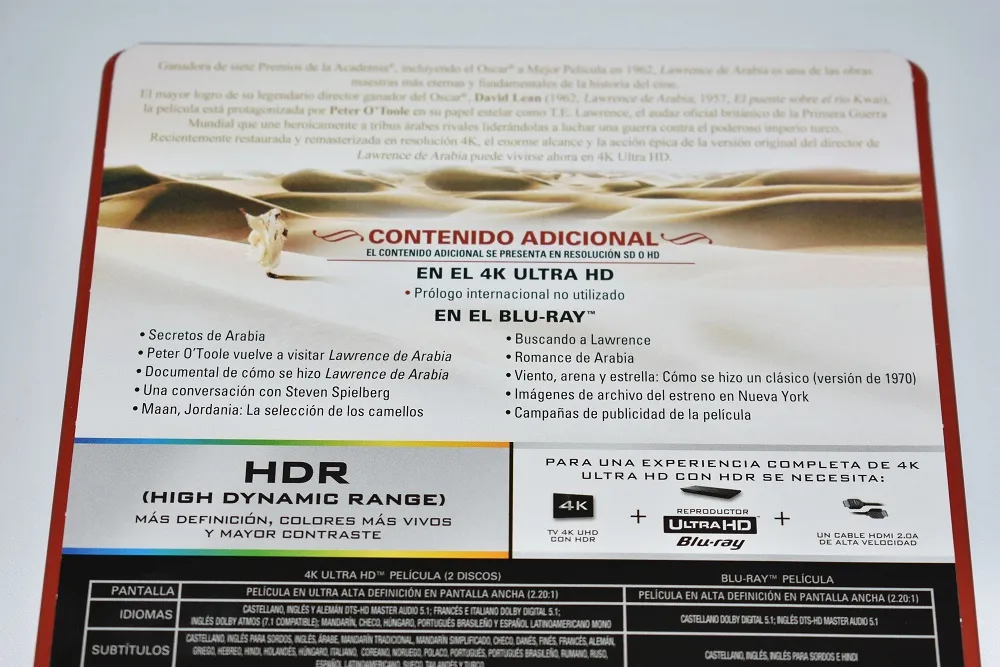 Ganadora de siete Premios de la Academia®, incluyendo el Oscar® a Mejor Película en 1962, Lawrence de Arabia es una de las obras
maestras más eternas y fundamentales de la historia del cine.
El mayor logro de su legendario director ganador del Oscar®, David Lean (1962, Lawrence de Arabia, 1957, El puente sobre el río Kwai),
la película está protagonizada por Peter O'Toole en su papel estelar como T.E. Lawrence, el audaz oficial británico de la Primera Guerra
Mundial que une heroicamente a tribus árabes rivales liderándolas a luchar una guerra contra el poderoso imperio turco.
Recientemente restaurada y remasterizada en resolución 4K, el enorme alcance y la acción épica de la versión original del director de
Lawrence de Arabia puede vivirse ahora en 4K Ultra HD.
CONTENIDO ADICIONAL
EL CONTENIDO ADICIONAL SE PRESENTA EN RESOLUCIÓN SD O HD
EN EL 4K ULTRA HD
• Prólogo internacional no utilizado
EN EL BLU-RAY™
• Secretos de Arabia
• Peter O'Toole vuelve a visitar Lawrence de Arabia
• Documental de cómo se hizo Lawrence de Arabia
• Una conversación con Steven Spielberg
• Maan, Jordania: La selección de los camellos
• Buscando a Lawrence
• Romance de Arabia
• Viento, arena y estrella: Cómo se hizo un clásico (versión de 1970)
• Imágenes de archivo del estreno en Nueva York
• Campañas de publicidad de la película
HDR
(HIGH DYNAMIC RANGE)
MÁS DEFINICIÓN, COLORES MÁS VIVOS
Y MAYOR CONTRASTE
PARA UNA EXPERIENCIA COMPLETA DE 4K
ULTRA HD CON HDR SE NECESITA:
4K
TV 4K UHD
CON HDR
+
REPRODUCTOR
ULTRA HD
Blu-ray
+
UN CABLE HDMI 2.0A
DE ALTA VELOCIDAD
4K ULTRA HD™ PELÍCULA (2 DISCOS)
BLU-RAY™ PELÍCULA
PANTALLA
PELÍCULA EN ULTRA ALTA DEFINICIÓN EN PANTALLA ANCHA (2.20:1)
PELÍCULA EN ALTA DEFINICIÓN EN PANTALLA ANCHA (2.20:1)
IDIOMAS
CASTELLANO, INGLÉS Y ALEMÁN DTS-HD MASTER AUDIO 5.1; FRANCÉS E ITALIANO DOLBY DIGITAL 5.1;
INGLÉS DOLBY ATMOS (7.1 COMPATIBLE); MANDARÍN, CHECO, HÚNGARO, PORTUGUÉS BRASILEÑO Y ESPAÑOL LATINOAMERICANO MONO
CASTELLANO DOLBY DIGITAL 5.1; INGLÉS DTS-HD MASTER AUDIO 5.1
SUBTÍTULOS
CASTELLANO, INGLÉS PARA SORDOS, INGLÉS, ÁRABE, MANDARÍN TRADICIONAL, MANDARÍN SIMPLIFICADO, CHECO, DANÉS, FINÉS, FRANCÉS, ALEMÁN,
GRIEGO, HEBREO, HINDI, HOLANDÉS, HÚNGARO, ITALIANO, COREANO, NORUEGO, POLACO, PORTUGUÉS, PORTUGUÉS BRASILEÑO, RUMANO, RUSO,
ESPAÑOL LATINOAMERICANO, SUECO, TAILANDÉS Y TURCO
CASTELLANO, INGLÉS, INGLÉS PARA SORDOS E HINDI